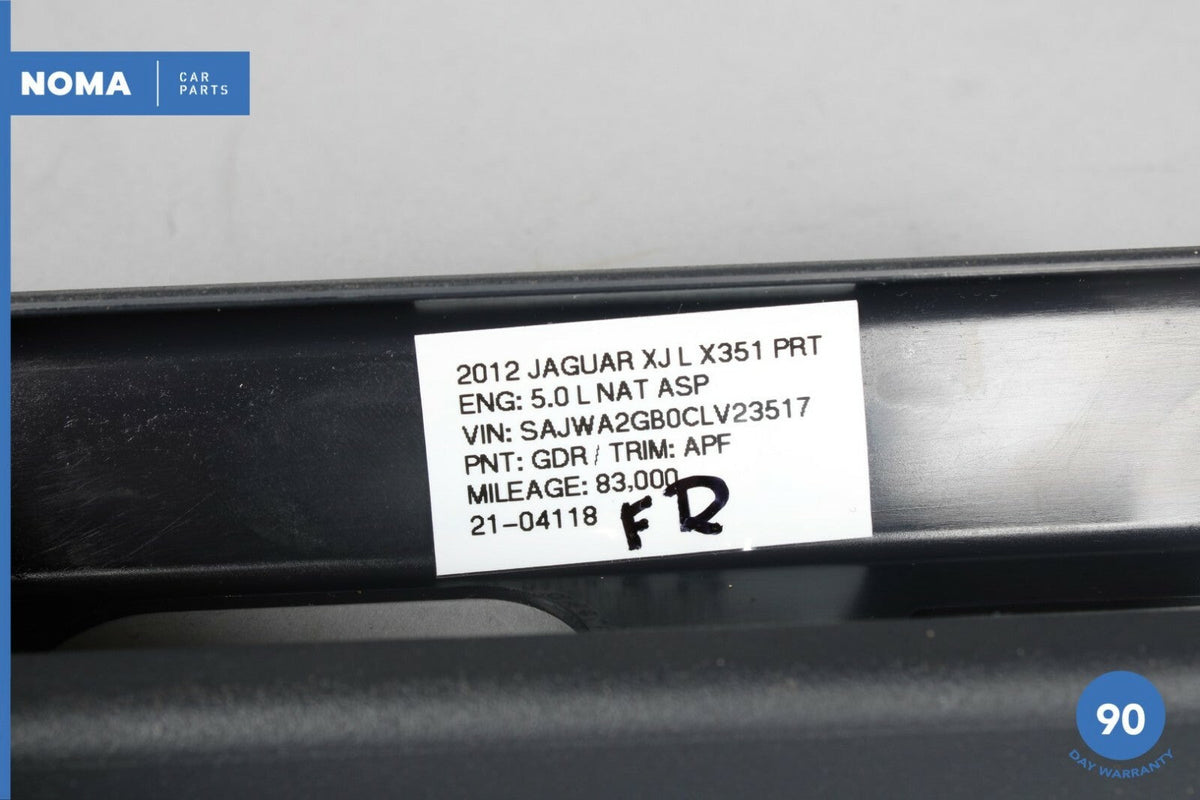 NOMA
CAR
PARTS
2012 JAGUAR XJ L X351 PRT
ENG: 5.0 L NAT ASP
VIN: SAJWA2GB0CLV23517
PNT: GDR / TRIM: APF
MILEAGE: 83,000
21-04118
FR
90
DAY WARRANTY